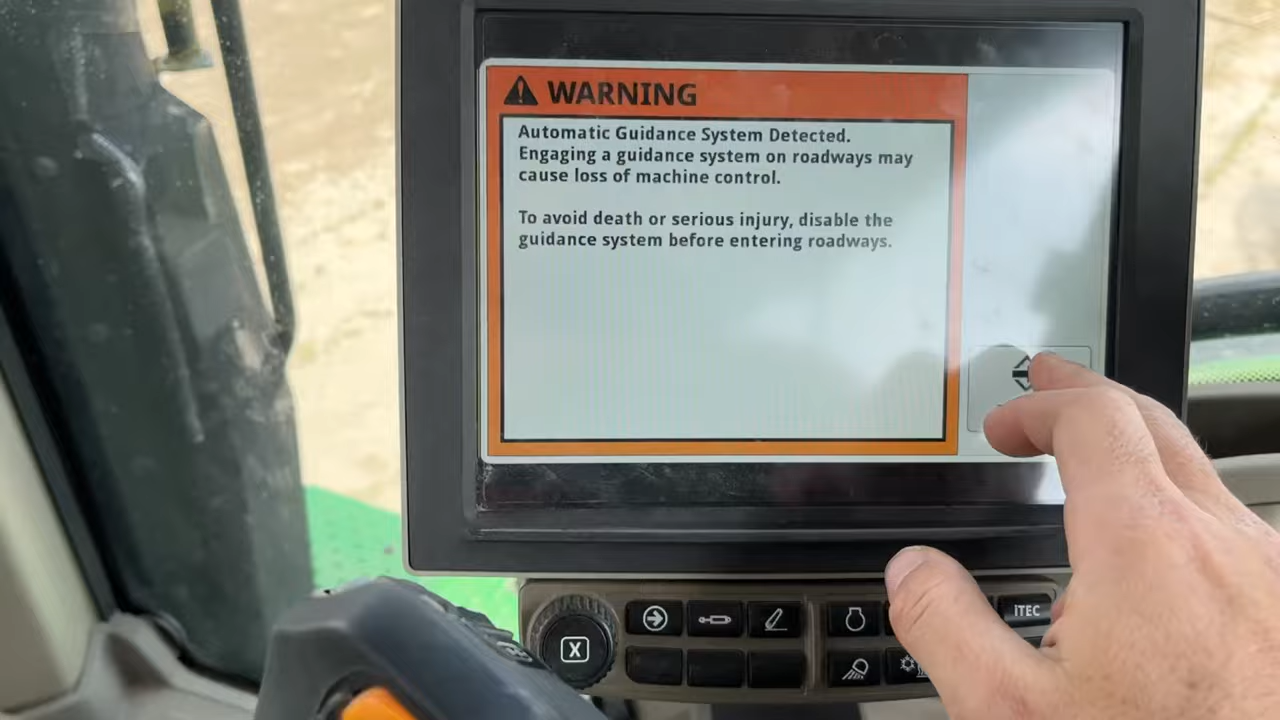 WARNING
Automatic Guidance System Detected.
Engaging a guidance system on roadways may
cause loss of machine control.
To avoid death or serious injury, disable the
guidance system before entering roadways.
X
iTEC